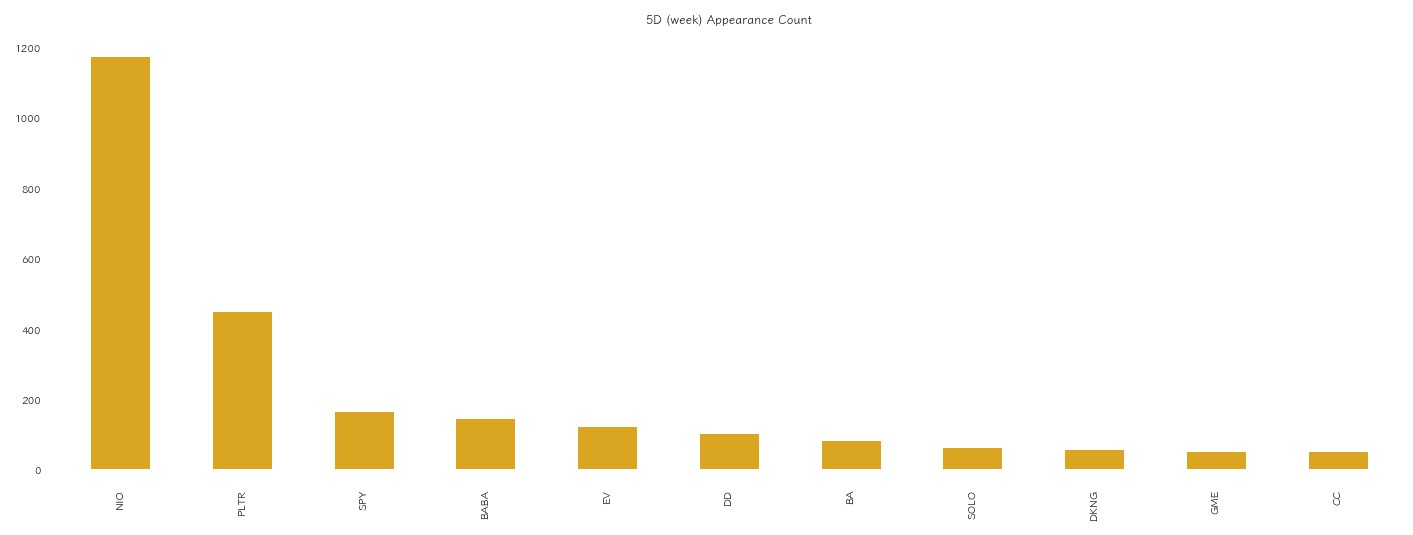 5D (week) Appearance Count
1200
1000
800
600
400
200
0
NIO
PLTR
SPY
BABA
EV
DD
BA
SOLO
DKNG
GME
CC